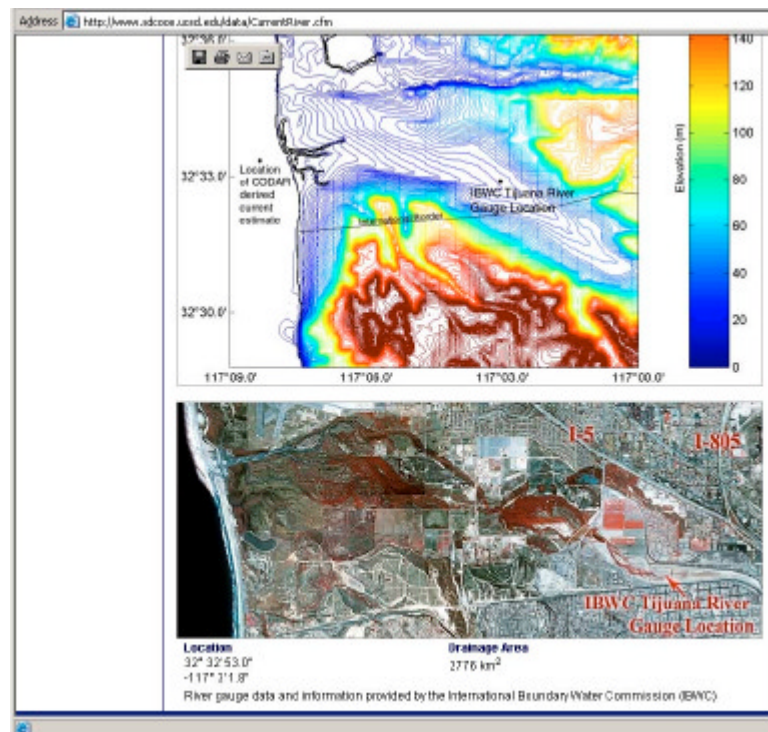 Address http://www.sdcoos.ucsd.edu/data/CurrentRiver.cfm
32°36.0'
140
120
100
80
60
40
20
0
Elevation (m)
32°33.0'
Location
of CODAR
derived
current
estimate
IBWC Tijuana River
Gauge Location
International Border
32°30.0'
117°09.0' 117°06.0' 117°03.0' 117°00.0'
I-5
I-805
IBWC Tijuana River
Gauge Location
Location Drainage Area
32° 32'53.0" 2776 km²
-117° 3'1.8"
River gauge data and information provided by the International Boundary Water Commission (IBWC)